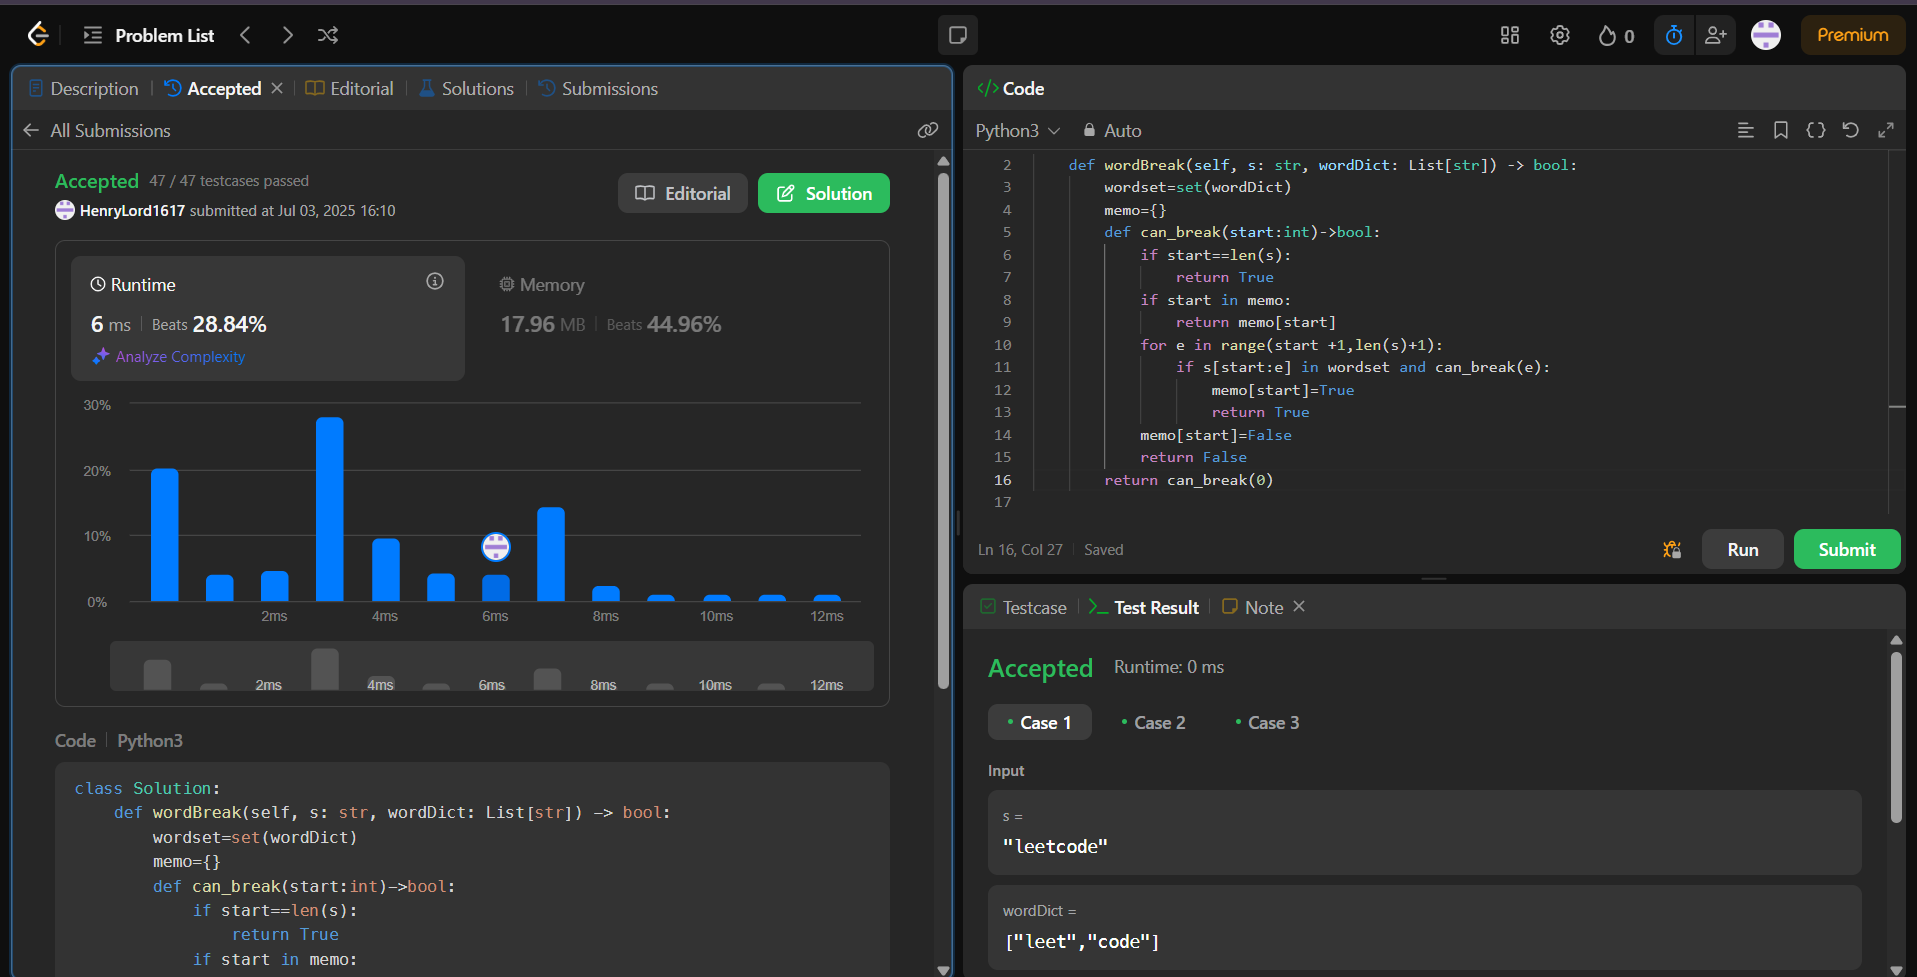 Problem List
0
Premium
Description
Accepted
Editorial
Solutions
Submissions
All Submissions
Accepted 47 / 47 testcases passed
HenryLord1617 submitted at Jul 03, 2025 16:10
Editorial
Solution
Runtime
6 ms Beats 28.84%
Analyze Complexity
Memory
17.96 MB Beats 44.96%
30%
20%
10%
0%
2ms 4ms 6ms 8ms 10ms 12ms
2ms 4ms 6ms 8ms 10ms 12ms
Code Python3
class Solution:
def wordBreak(self, s: str, wordDict: List[str]) -> bool:
wordset=set(wordDict)
memo={}
def can_break(start:int)->bool:
if start==len(s):
return True
if start in memo:
</> Code
Python3 Auto
2 def wordBreak(self, s: str, wordDict: List[str]) -> bool:
3 wordset=set(wordDict)
4 memo={}
5 def can_break(start:int)->bool:
6 if start==len(s):
7 return True
8 if start in memo:
9 return memo[start]
10 for e in range(start +1,len(s)+1):
11 if s[start:e] in wordset and can_break(e):
12 memo[start]=True
13 return True
14 memo[start]=False
15 return False
16 return can_break(0)
17
Ln 16, Col 27 Saved
Run
Submit
Testcase
Test Result
Note
Accepted Runtime: 0 ms
Case 1 Case 2 Case 3
Input
s =
"leetcode"
wordDict =
["leet","code"]